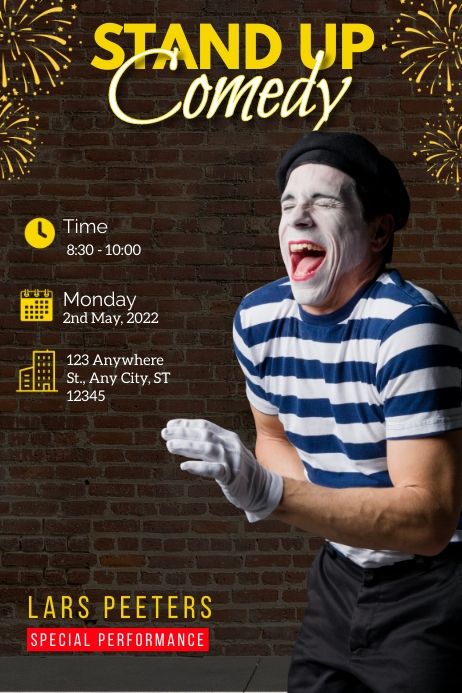 STAND UP
Comedy
Time
8:30 - 10:00
Monday
2nd May, 2022
123 Anywhere
St., Any City, ST
12345
LARS PEETERS
SPECIAL PERFORMANCE